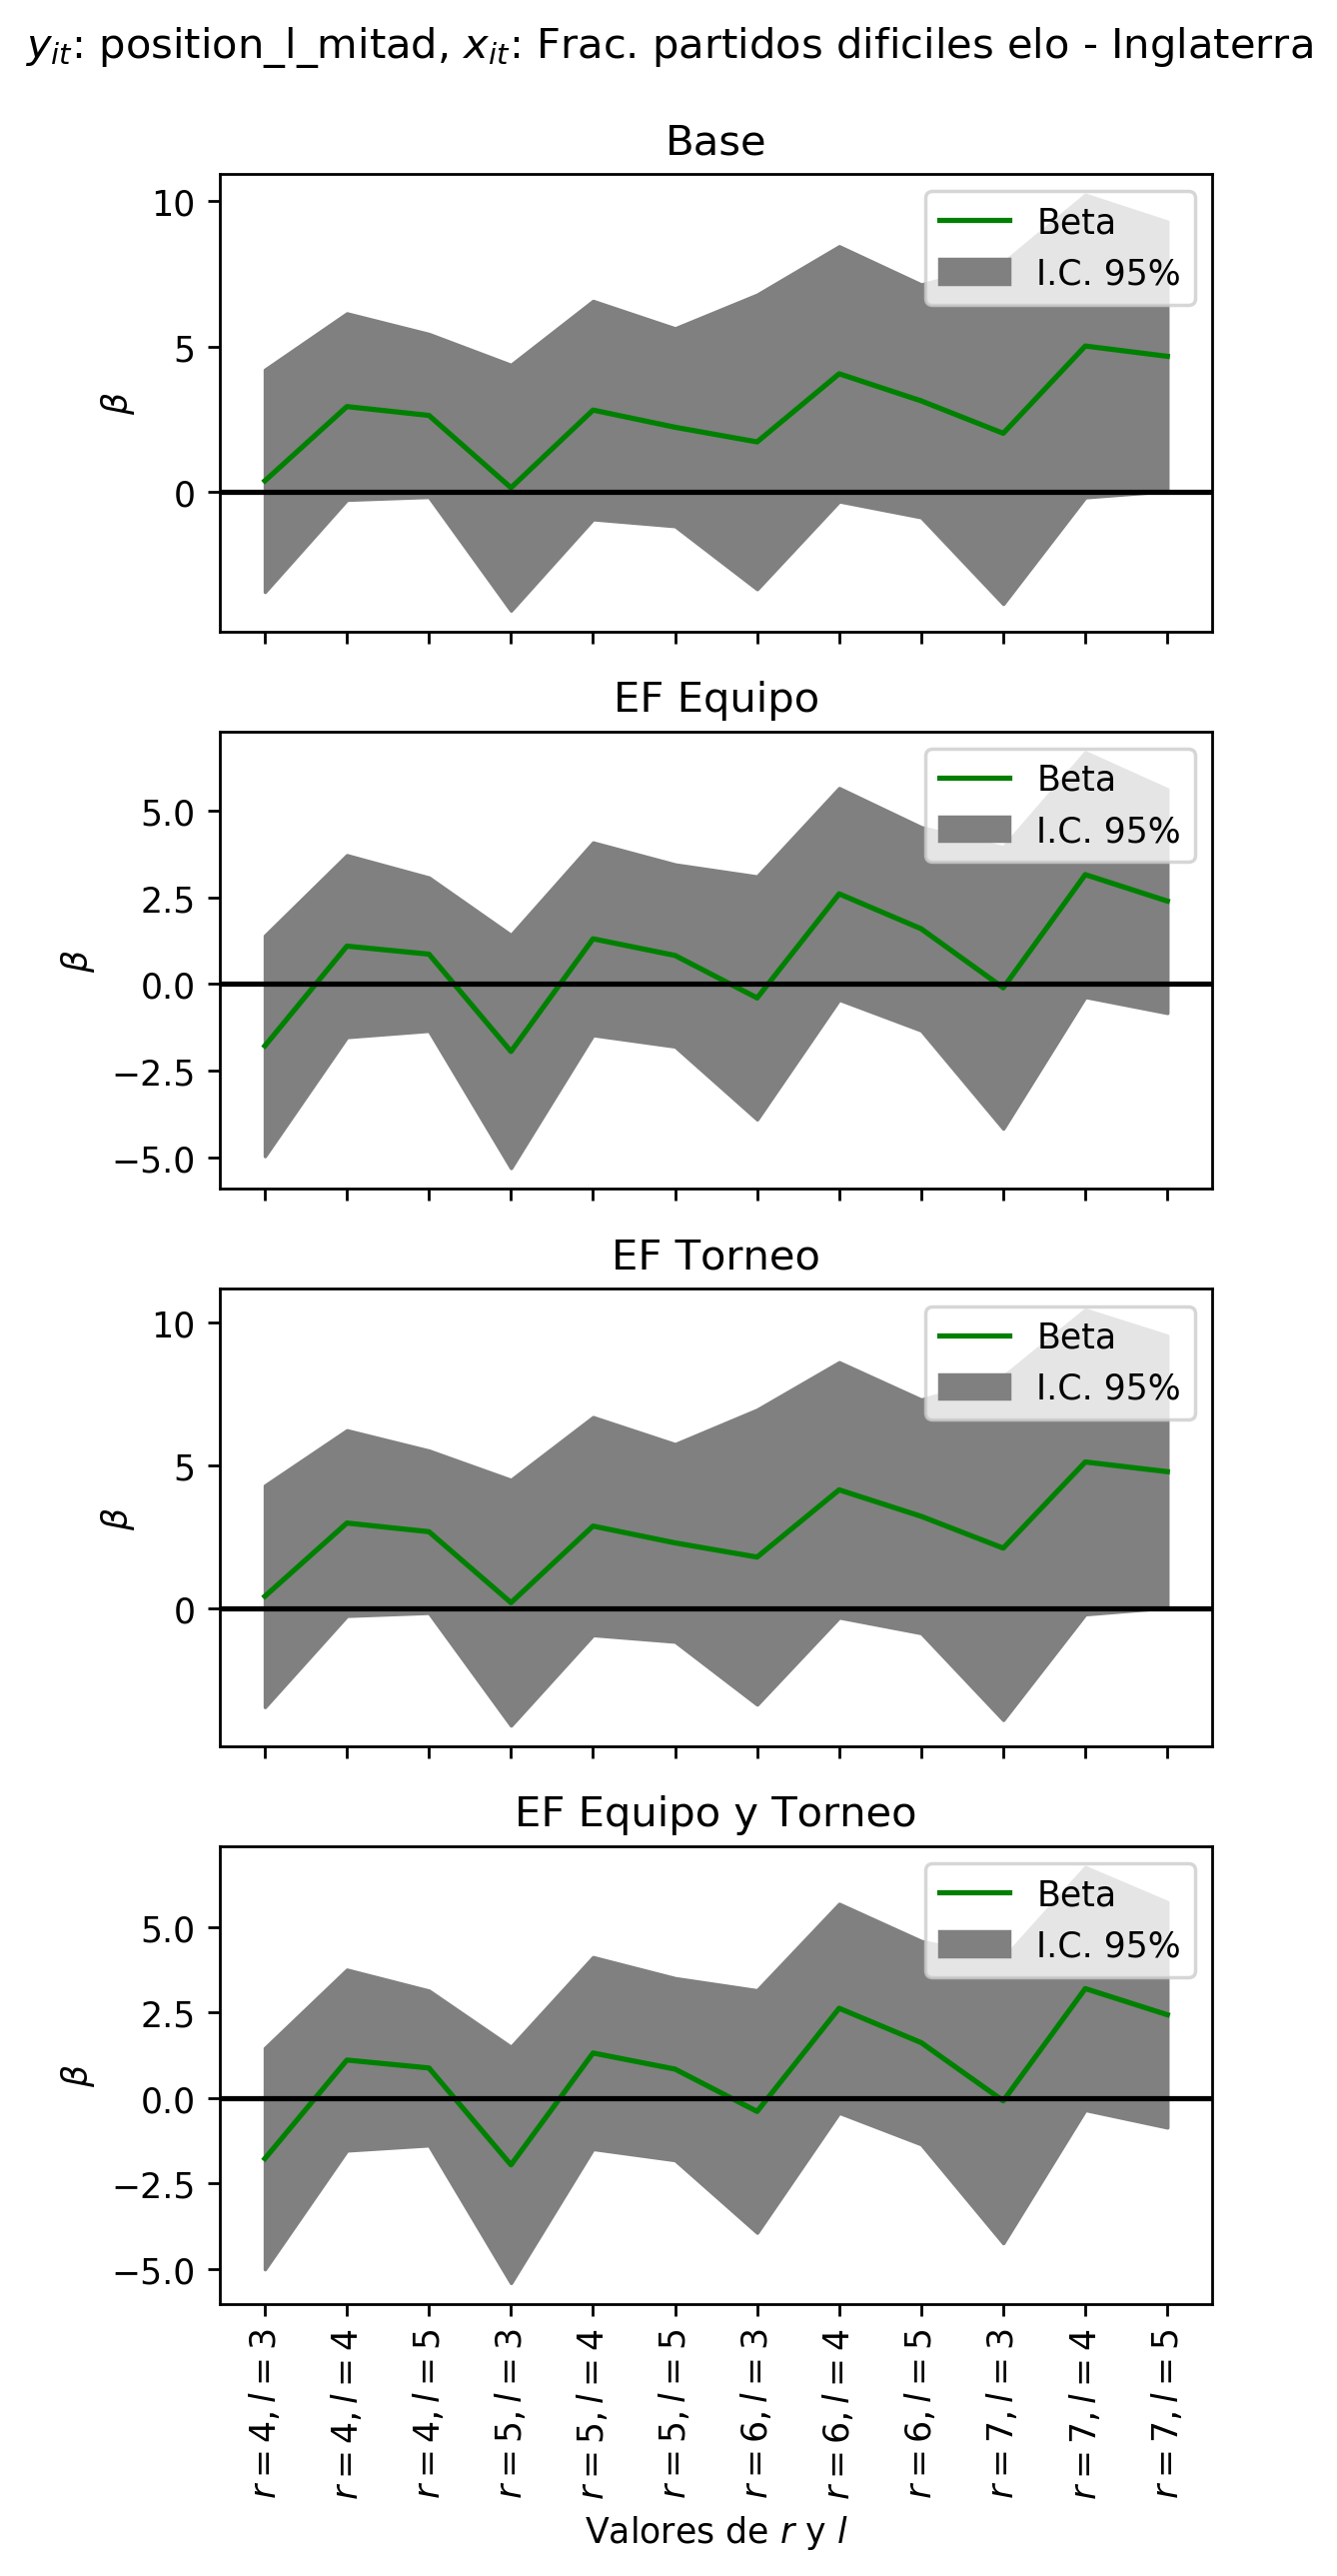 y_it: position_l_mitad, x_it: Frac. partidos dificiles elo - Inglaterra
Base
10
5
0
β
Beta
I.C. 95%
EF Equipo
5.0
2.5
0.0
−2.5
−5.0
β
Beta
I.C. 95%
EF Torneo
10
5
0
β
Beta
I.C. 95%
EF Equipo y Torneo
5.0
2.5
0.0
−2.5
−5.0
β
Beta
I.C. 95%
r = 4, l = 3
r = 4, l = 4
r = 4, l = 5
r = 5, l = 3
r = 5, l = 4
r = 5, l = 5
r = 6, l = 3
r = 6, l = 4
r = 6, l = 5
r = 7, l = 3
r = 7, l = 4
r = 7, l = 5
Valores de r y l